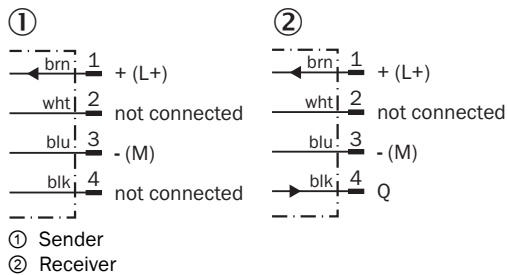 ① ②
brn 1 + (L+) brn 1 + (L+)
wht 2 not connected wht 2 not connected
blu 3 - (M) blu 3 - (M)
blk 4 not connected blk 4 Q
① Sender
② Receiver